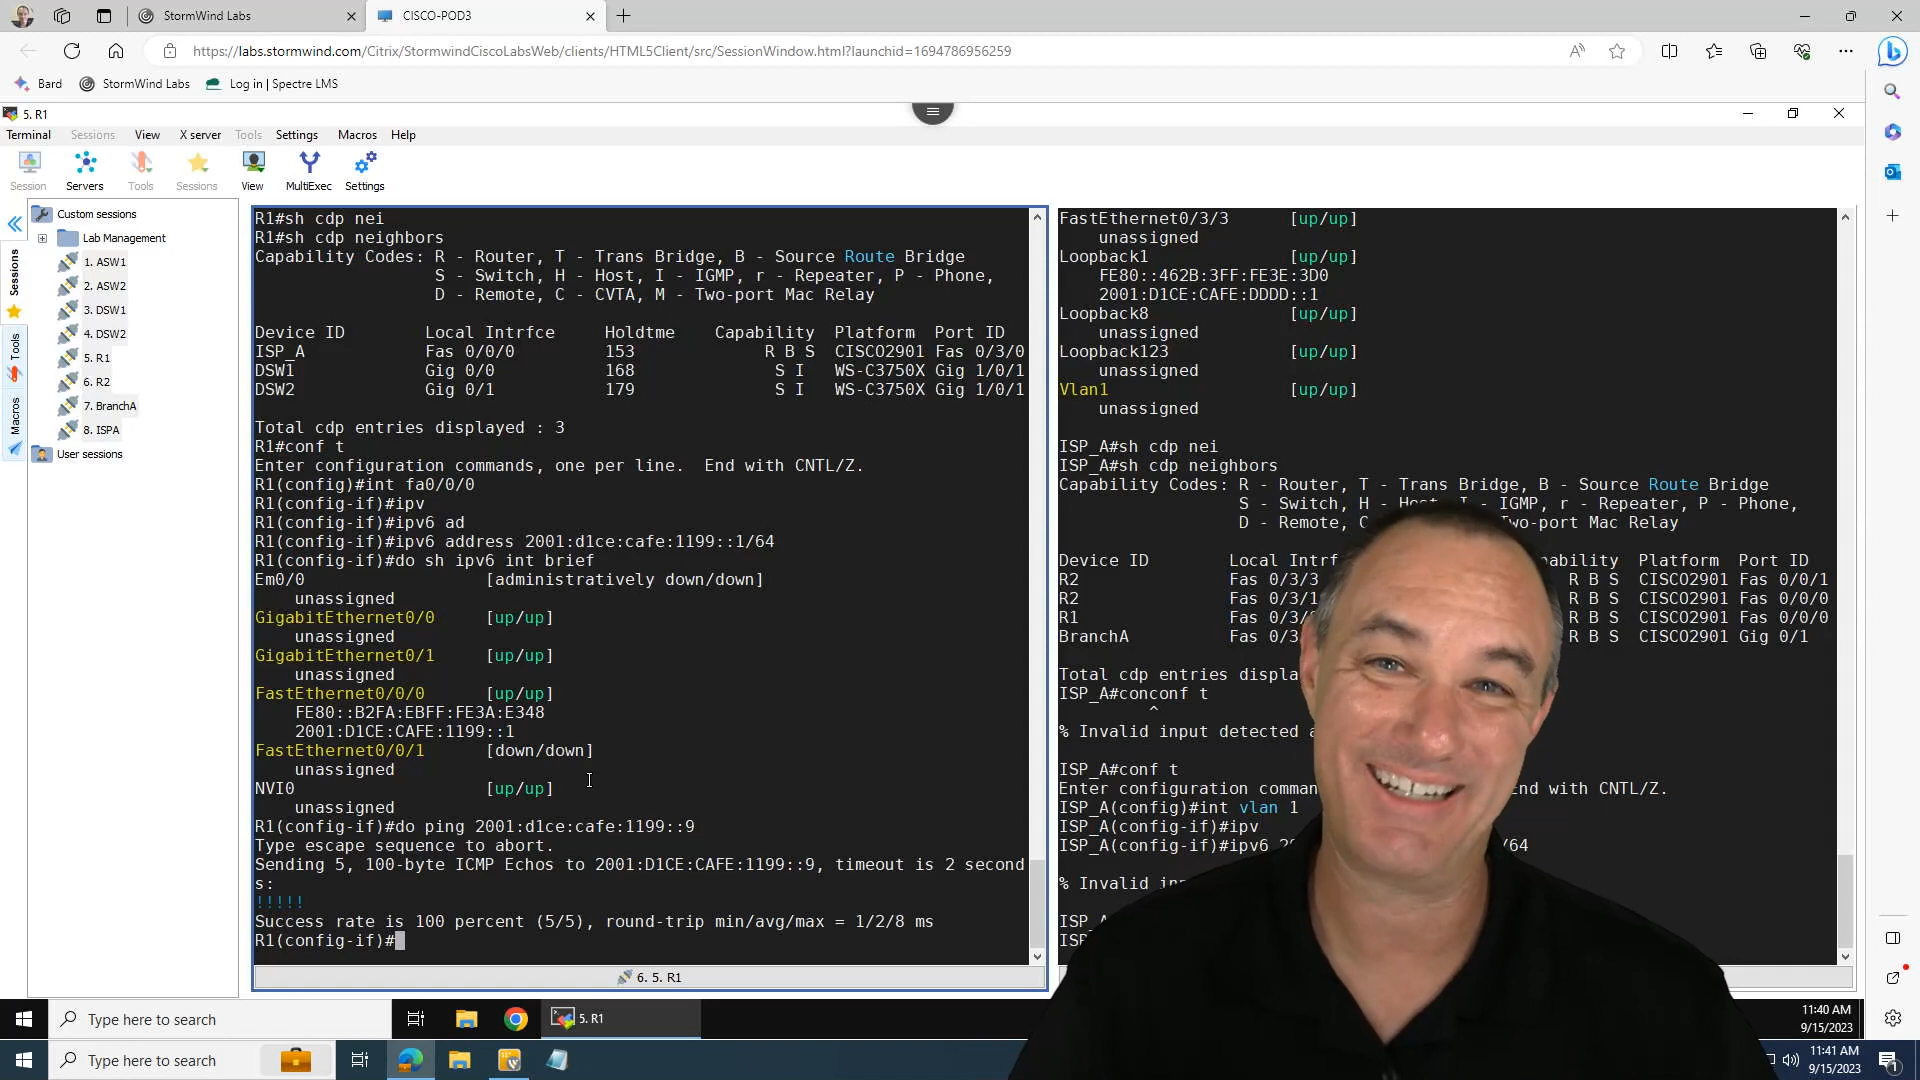 StormWind Labs
CISCO-POD3
https://labs.stormwind.com/Citrix/StormwindCiscoLabsWeb/clients/HTML5Client/src/SessionWindow.html?launchid=1694786956259
Bard
StormWind Labs
Log in | Spectre LMS
5. R1
Terminal Sessions View X server Tools Settings Macros Help
Session Servers Tools Sessions View MultiExec Settings
Sessions
Tools
Macros
Custom sessions
Lab Management
1. ASW1
2. ASW2
3. DSW1
4. DSW2
5. R1
6. R2
7. BranchA
8. ISPA
User sessions
R1#sh cdp nei
R1#sh cdp neighbors
Capability Codes: R - Router, T - Trans Bridge, B - Source Route Bridge
S - Switch, H - Host, I - IGMP, r - Repeater, P - Phone,
D - Remote, C - CVTA, M - Two-port Mac Relay
Device ID Local Intrfce Holdtme Capability Platform Port ID
ISP_A Fas 0/0/0 153 R B S CISCO2901 Fas 0/3/0
DSW1 Gig 0/0 168 S I WS-C3750X Gig 1/0/1
DSW2 Gig 0/1 179 S I WS-C3750X Gig 1/0/1
Total cdp entries displayed : 3
R1#conf t
Enter configuration commands, one per line. End with CNTL/Z.
R1(config)#int fa0/0/0
R1(config-if)#ipv
R1(config-if)#ipv6 ad
R1(config-if)#ipv6 address 2001:d1ce:cafe:1199::1/64
R1(config-if)#do sh ipv6 int brief
Em0/0 [administratively down/down]
unassigned
GigabitEthernet0/0 [up/up]
unassigned
GigabitEthernet0/1 [up/up]
unassigned
FastEthernet0/0/0 [up/up]
FE80::B2FA:EBFF:FE3A:E348
2001:D1CE:CAFE:1199::1
FastEthernet0/0/1 [down/down]
unassigned
NVI0 [up/up]
unassigned
R1(config-if)#do ping 2001:d1ce:cafe:1199::9
Type escape sequence to abort.
Sending 5, 100-byte ICMP Echos to 2001:D1CE:CAFE:1199::9, timeout is 2 second
s:
!!!!!
Success rate is 100 percent (5/5), round-trip min/avg/max = 1/2/8 ms
R1(config-if)#
6. 5. R1
FastEthernet0/3/3 [up/up]
unassigned
Loopback1 [up/up]
FE80::462B:3FF:FE3E:3D0
2001:D1CE:CAFE:DDDD::1
Loopback8 [up/up]
unassigned
Loopback123 [up/up]
unassigned
Vlan1 [up/up]
unassigned
ISP_A#sh cdp nei
ISP_A#sh cdp neighbors
Capability Codes: R - Router, T - Trans Bridge, B - Source Route Bridge
S - Switch, H - Host, I - IGMP, r - Repeater, P - Phone,
D - Remote, Two-port Mac Relay
Device ID Local Platform Port ID
R2 Fas 0/3/3 R B S CISCO2901 Fas 0/0/1
R2 Fas R B S CISCO2901 Fas 0/0/0
R1 Fas R B S CISCO2901 Fas 0/0/0
BranchA Fas R B S CISCO2901 Gig 0/1
Total cdp entries
ISP_A#conconf t
^
% Invalid input detected
ISP_A#conf t
Enter configuration with CNTL/Z.
ISP_A(config)#int vlan 1
ISP_A(config-if)#ipv
ISP_A(config-if)#ipv6 /64
% Invalid
Type here to search
5. R1
11:40 AM
9/15/2023
Type here to search
11:41 AM
9/15/2023
1